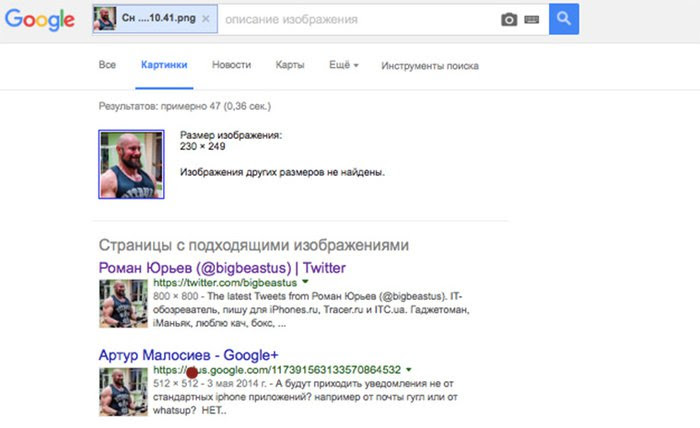 Google
Сн ....10.41.png × описание изображения
Все Картинки Новости Карты Ещё Инструменты поиска
Результатов: примерно 47 (0,36 сек.)
Размер изображения:
230 × 249
Изображения других размеров не найдены.
Страницы с подходящими изображениями
Роман Юрьев (@bigbeastus) | Twitter
https://twitter.com/bigbeastus
800 × 800 - The latest Tweets from Роман Юрьев (@bigbeastus). IT-
обозреватель, пишу для iPhones.ru, Tracer.ru и ITC.ua. Гаджетоман,
iМаньяк, люблю кач, бокс, ...
Артур Малосиев - Google+
https://plus.google.com/117391563133570864532
512 × 512 - 3 мая 2014 г. - А будут приходить уведомления не от
стандартных iphone приложений? например от почты гугл или от
whatsup? НЕТ..